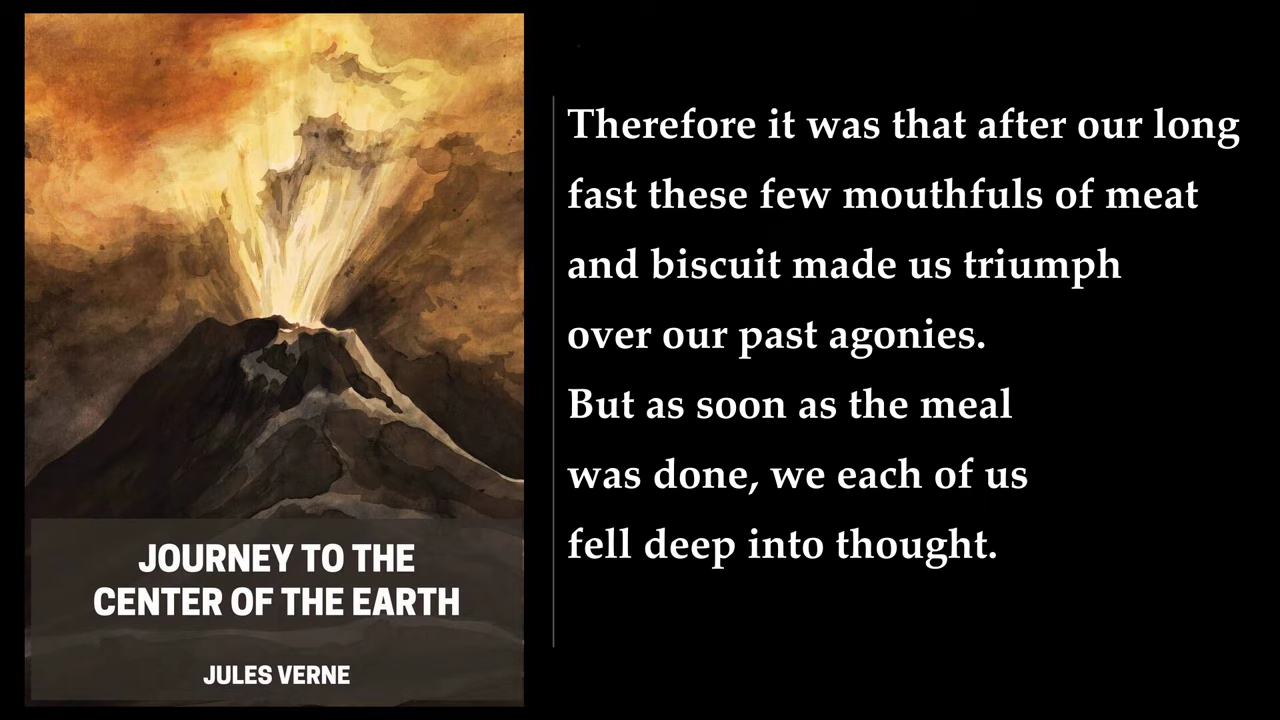 JOURNEY TO THE
CENTER OF THE EARTH
JULES VERNE
Therefore it was that after our long
fast these few mouthfuls of meat
and biscuit made us triumph
over our past agonies.
But as soon as the meal
was done, we each of us
fell deep into thought.